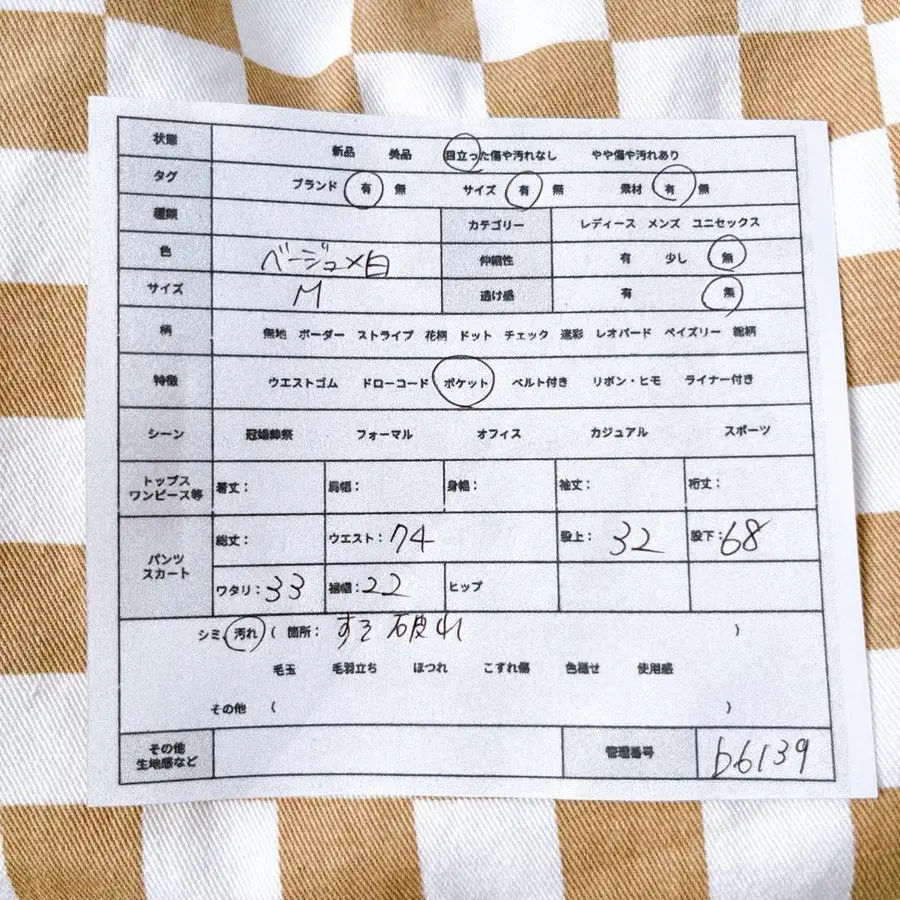 状態 新品 美品 目立った傷や汚れなし やや傷や汚れあり
タグ ブランド 有 無 サイズ 有 無 素材 有 無
種類 カテゴリー レディース メンズ ユニセックス
色 ベージュ×白 伸縮性 有 少し 無
サイズ M 透け感 有 無
柄 無地 ボーダー ストライプ 花柄 ドット チェック 迷彩 レオパード ペイズリー 総柄
特徴 ウエストゴム ドローコード ポケット ベルト付き リボン・ヒモ ライナー付き
シーン 冠婚葬祭 フォーマル オフィス カジュアル スポーツ
トップス
ワンピース等 着丈: 肩幅: 身幅: 袖丈: 裄丈:
パンツ
スカート 総丈: ウエスト: 74 股上: 32 股下: 68
ワタリ: 33 裾幅: 22 ヒップ
シミ 汚れ ( 箇所: すそ 破れ )
毛玉 毛羽立ち ほつれ こすれ傷 色褪せ 使用感
その他 ( )
その他
生地感など 管理番号 b6139